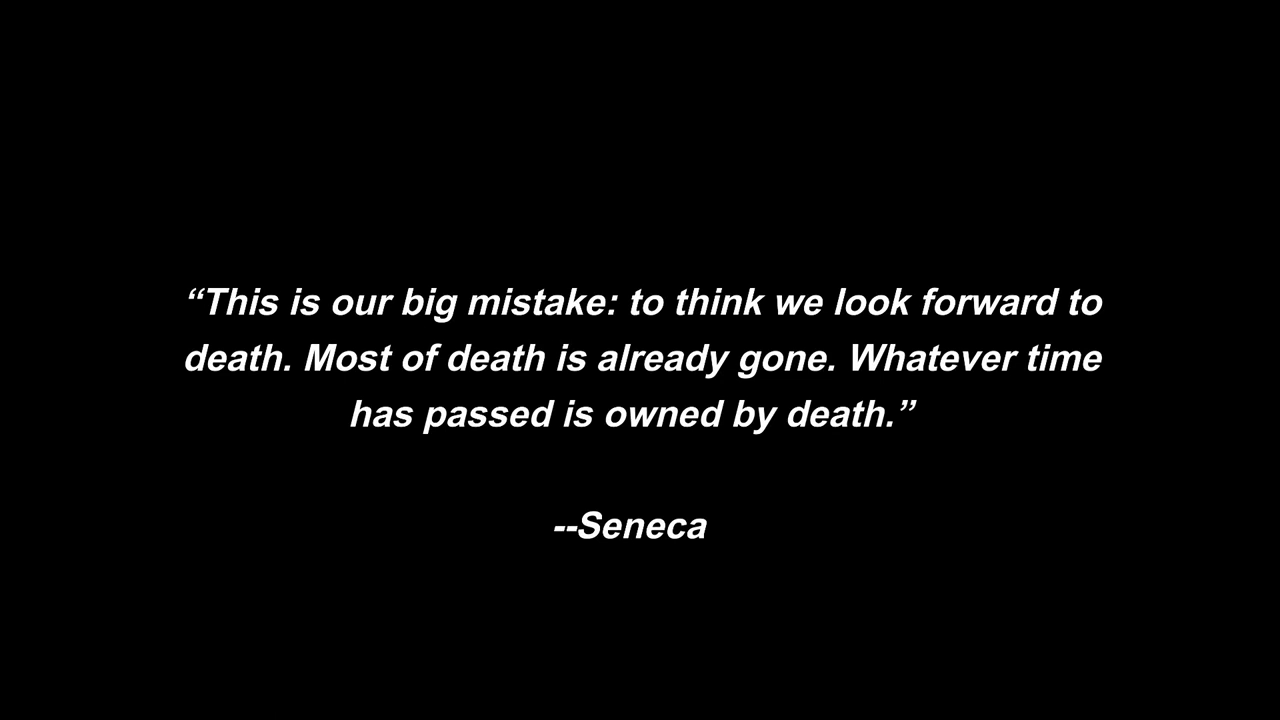 “This is our big mistake: to think we look forward to
death. Most of death is already gone. Whatever time
has passed is owned by death.”
--Seneca